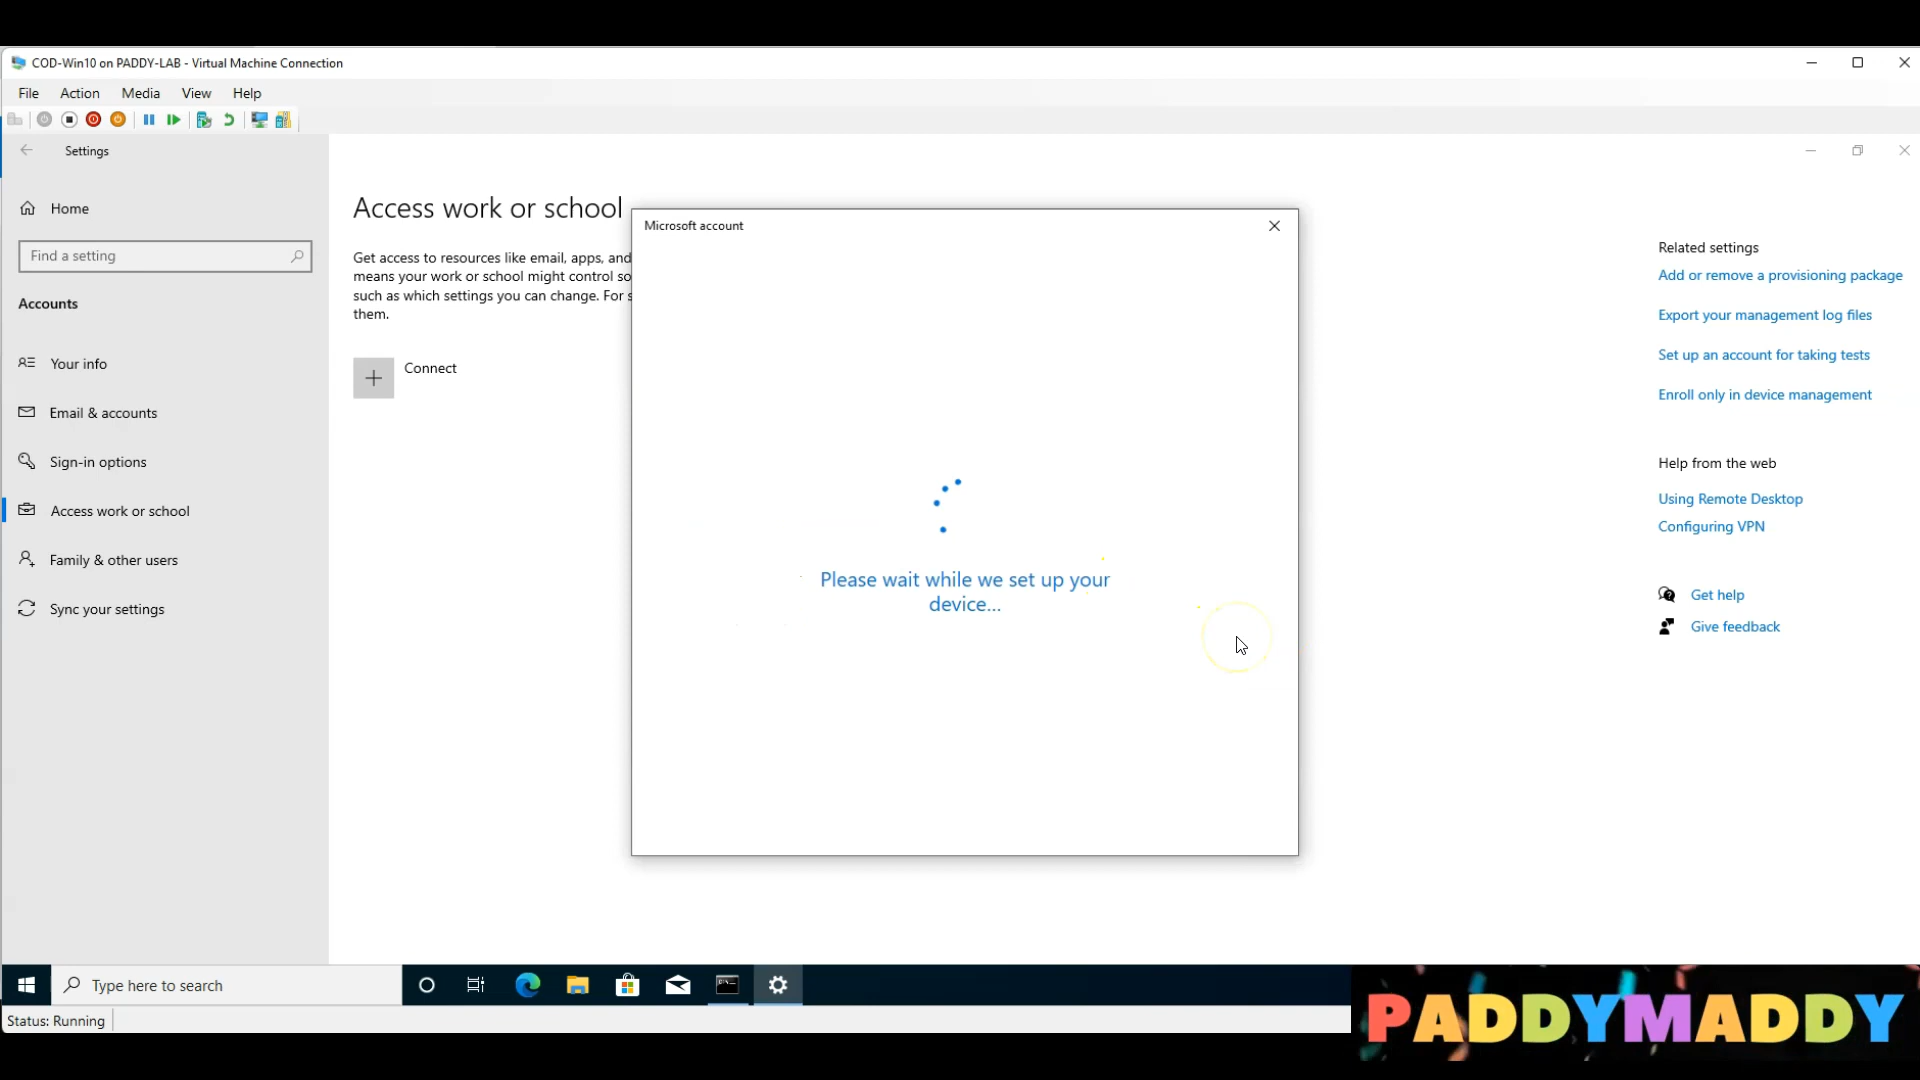 COD-Win10 on PADDY-LAB - Virtual Machine Connection
File Action Media View Help
Settings
Home
Find a setting
Accounts
Your info
Email & accounts
Sign-in options
Access work or school
Family & other users
Sync your settings
Access work or school
Get access to resources like email, apps, and
means your work or school might control so
such as which settings you can change. For s
them.
Connect
Microsoft account
Please wait while we set up your
device...
Related settings
Add or remove a provisioning package
Export your management log files
Set up an account for taking tests
Enroll only in device management
Help from the web
Using Remote Desktop
Configuring VPN
Get help
Give feedback
Type here to search
Status: Running
PADDYMADDY